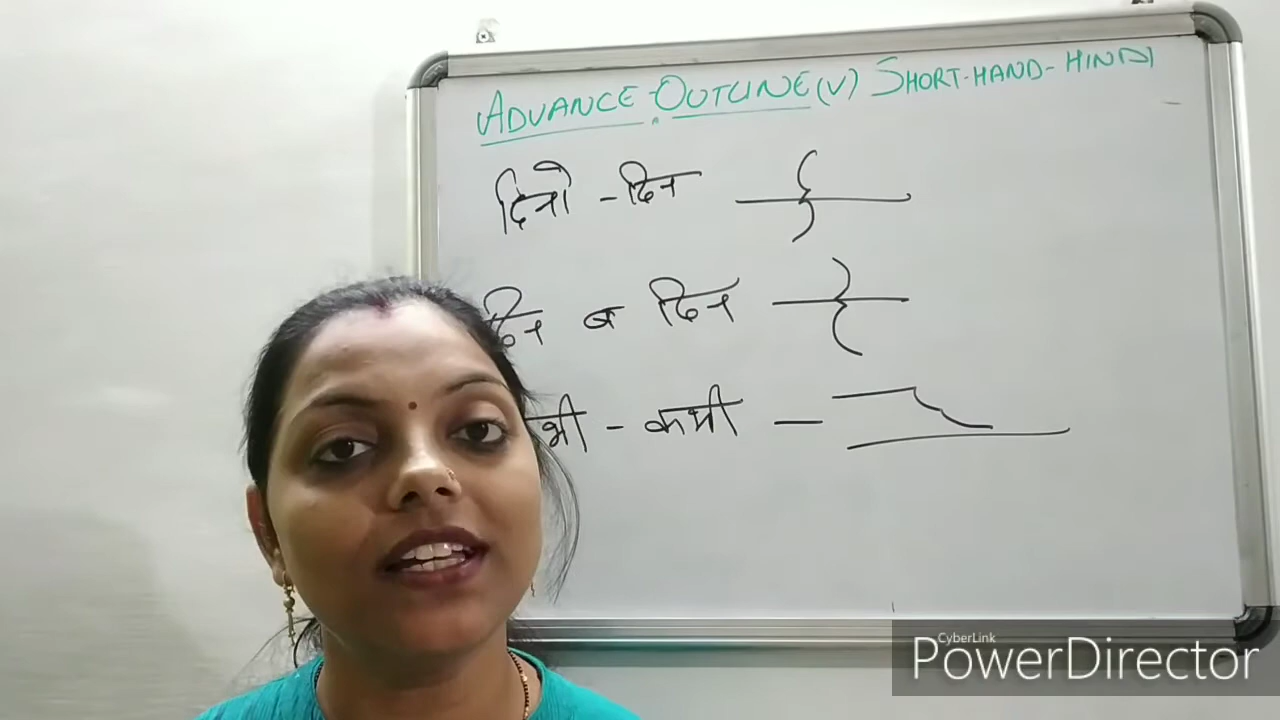 ADVANCE-OUTLINE(V) SHORT-HAND-HINDI
दिनों - दिन
दिन ब दिन
भी - कभी —
CyberLink
PowerDirector